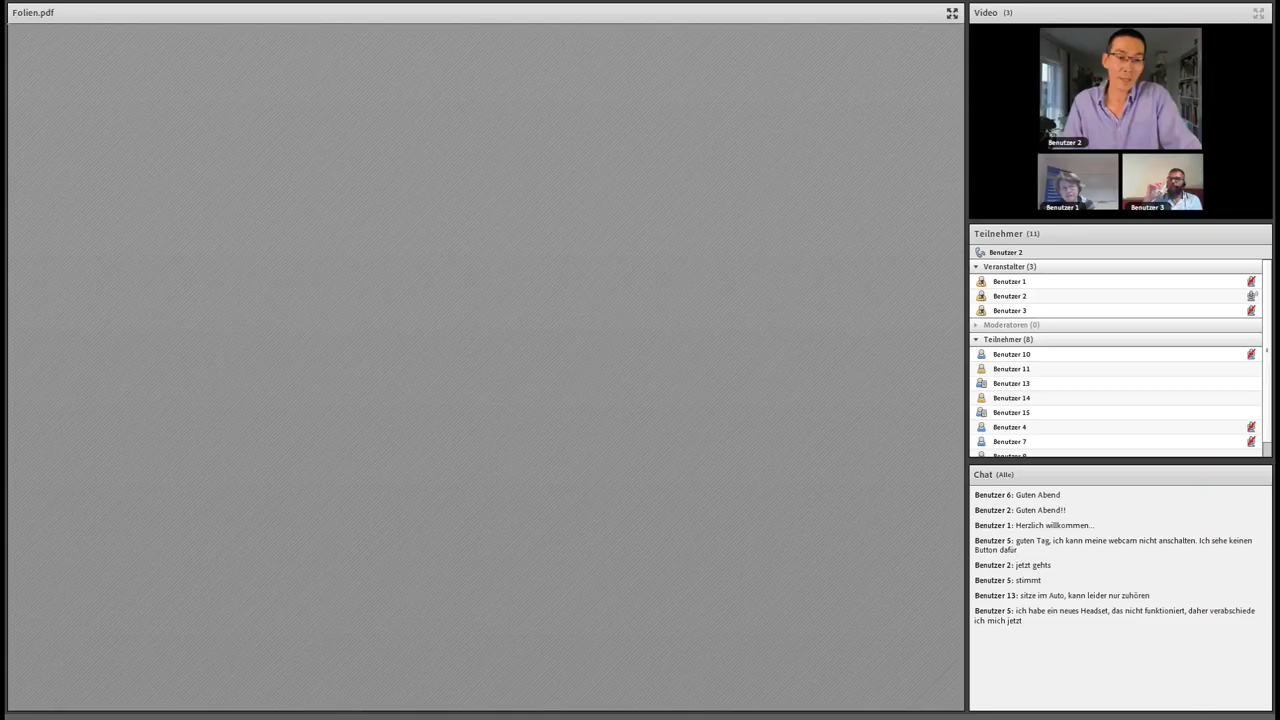 Folien.pdf
Video (3)
Benutzer 2
Benutzer 1
Benutzer 3
Teilnehmer (11)
Benutzer 2
Veranstalter (3)
Benutzer 1
Benutzer 2
Benutzer 3
Moderatoren (0)
Teilnehmer (8)
Benutzer 10
Benutzer 11
Benutzer 13
Benutzer 14
Benutzer 15
Benutzer 4
Benutzer 7
Chat (Alle)
Benutzer 6: Guten Abend
Benutzer 2: Guten Abend!!
Benutzer 1: Herzlich willkommen...
Benutzer 5: guten Tag, ich kann meine webcam nicht anschalten. Ich sehe keinen
Button dafür
Benutzer 2: jetzt gehts
Benutzer 5: stimmt
Benutzer 13: sitze im Auto, kann leider nur zuhören
Benutzer 5: ich habe ein neues Headset, das nicht funktioniert, daher verabschiede
ich mich jetzt